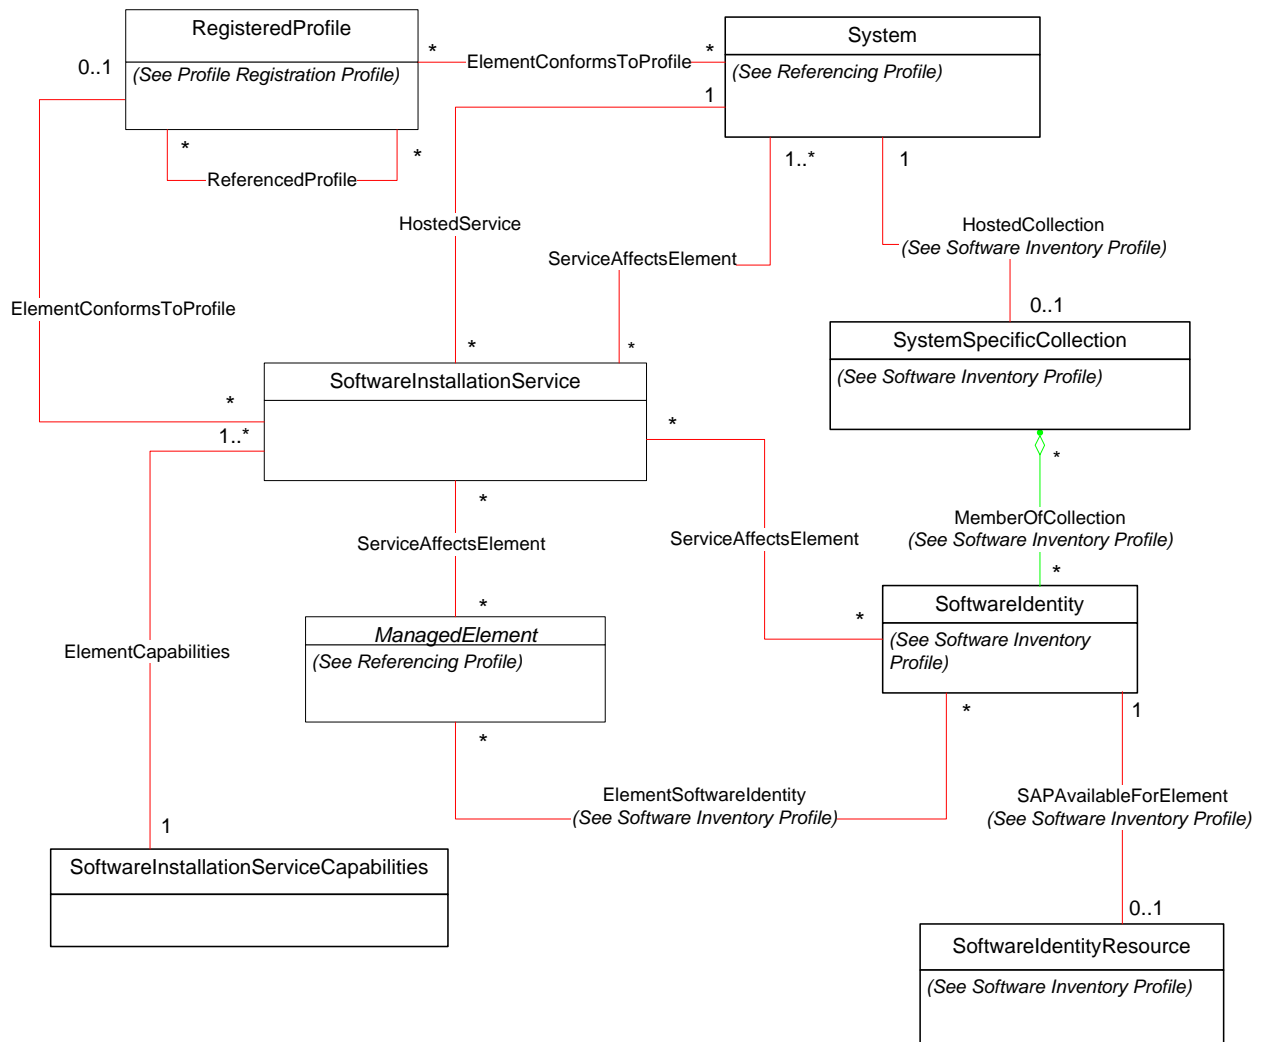 RegisteredProfile
(See Profile Registration Profile)
0..1
*
ElementConformsToProfile
*
System
(See Referencing Profile)
1
*
*
ReferencedProfile
1..*
1
HostedService
HostedCollection
(See Software Inventory Profile)
ServiceAffectsElement
ElementConformsToProfile
0..1
*
*
SystemSpecificCollection
(See Software Inventory Profile)
SoftwareInstallationService
*
1..*
*
*
*
MemberOfCollection
(See Software Inventory Profile)
*
ServiceAffectsElement
ServiceAffectsElement
*
*
SoftwareIdentity
(See Software Inventory
Profile)
ManagedElement
(See Referencing Profile)
ElementCapabilities
*
*
1
ElementSoftwareIdentity
(See Software Inventory Profile)
SAPAvailableForElement
(See Software Inventory Profile)
1
SoftwareInstallationServiceCapabilities
0..1
SoftwareIdentityResource
(See Software Inventory Profile)